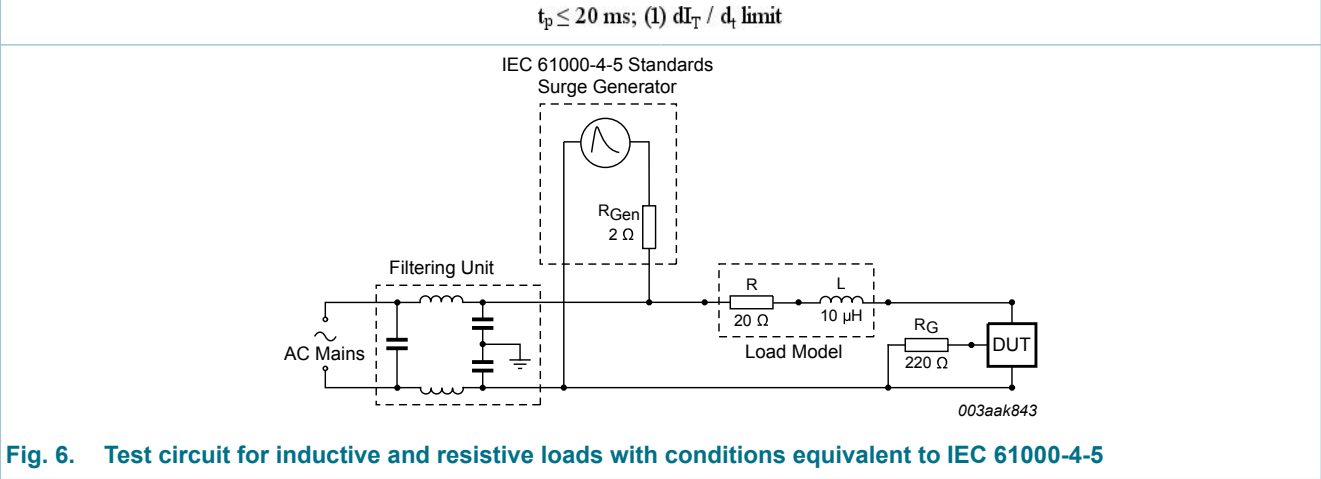 tp ≤ 20 ms; (1) dIT / dt limit
IEC 61000-4-5 Standards
Surge Generator
RGen
2 Ω
Filtering Unit
AC Mains
R
20 Ω
L
10 μH
Load Model
RG
220 Ω
DUT
003aak843
Fig. 6. Test circuit for inductive and resistive loads with conditions equivalent to IEC 61000-4-5